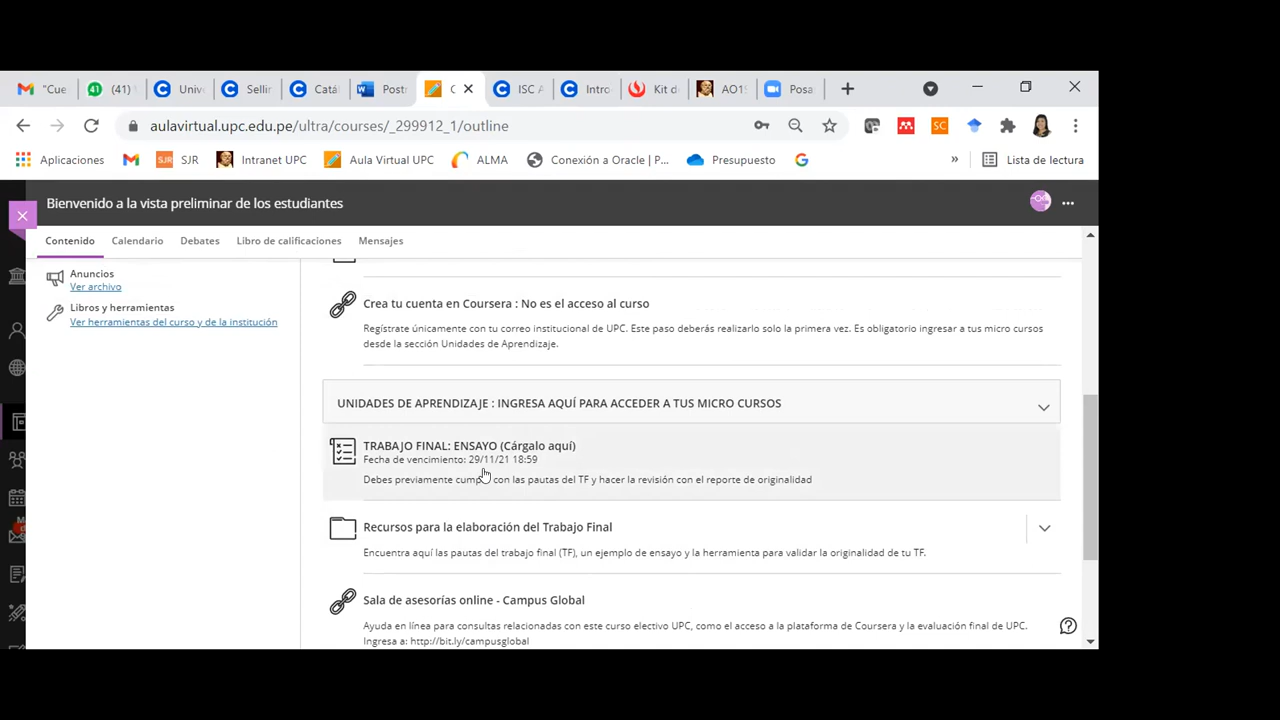 "Cue
41
(41)
Univ
Sellir
Catá
Post
C
ISC A
Intro
Kit de
AO15
Posa
aulavirtual.upc.edu.pe/ultra/courses/_299912_1/outline
SC
Aplicaciones
SJR
SJR
Intranet UPC
Aula Virtual UPC
ALMA
Conexión a Oracle | P...
Presupuesto
»
Lista de lectura
Bienvenido a la vista preliminar de los estudiantes
Contenido
Calendario
Debates
Libro de calificaciones
Mensajes
Anuncios
Ver archivo
Libros y herramientas
Ver herramientas del curso y de la institución
Crea tu cuenta en Coursera : No es el acceso al curso
Regístrate únicamente con tu correo institucional de UPC. Este paso deberás realizarlo solo la primera vez. Es obligatorio ingresar a tus micro cursos
desde la sección Unidades de Aprendizaje.
UNIDADES DE APRENDIZAJE : INGRESA AQUÍ PARA ACCEDER A TUS MICRO CURSOS
TRABAJO FINAL: ENSAYO (Cárgalo aquí)
Fecha de vencimiento: 29/11/21 18:59
Debes previamente cump con las pautas del TF y hacer la revisión con el reporte de originalidad
Recursos para la elaboración del Trabajo Final
Encuentra aquí las pautas del trabajo final (TF), un ejemplo de ensayo y la herramienta para validar la originalidad de tu TF.
Sala de asesorías online - Campus Global
Ayuda en línea para consultas relacionadas con este curso electivo UPC, como el acceso a la plataforma de Coursera y la evaluación final de UPC.
Ingresa a: http://bit.ly/campusglobal